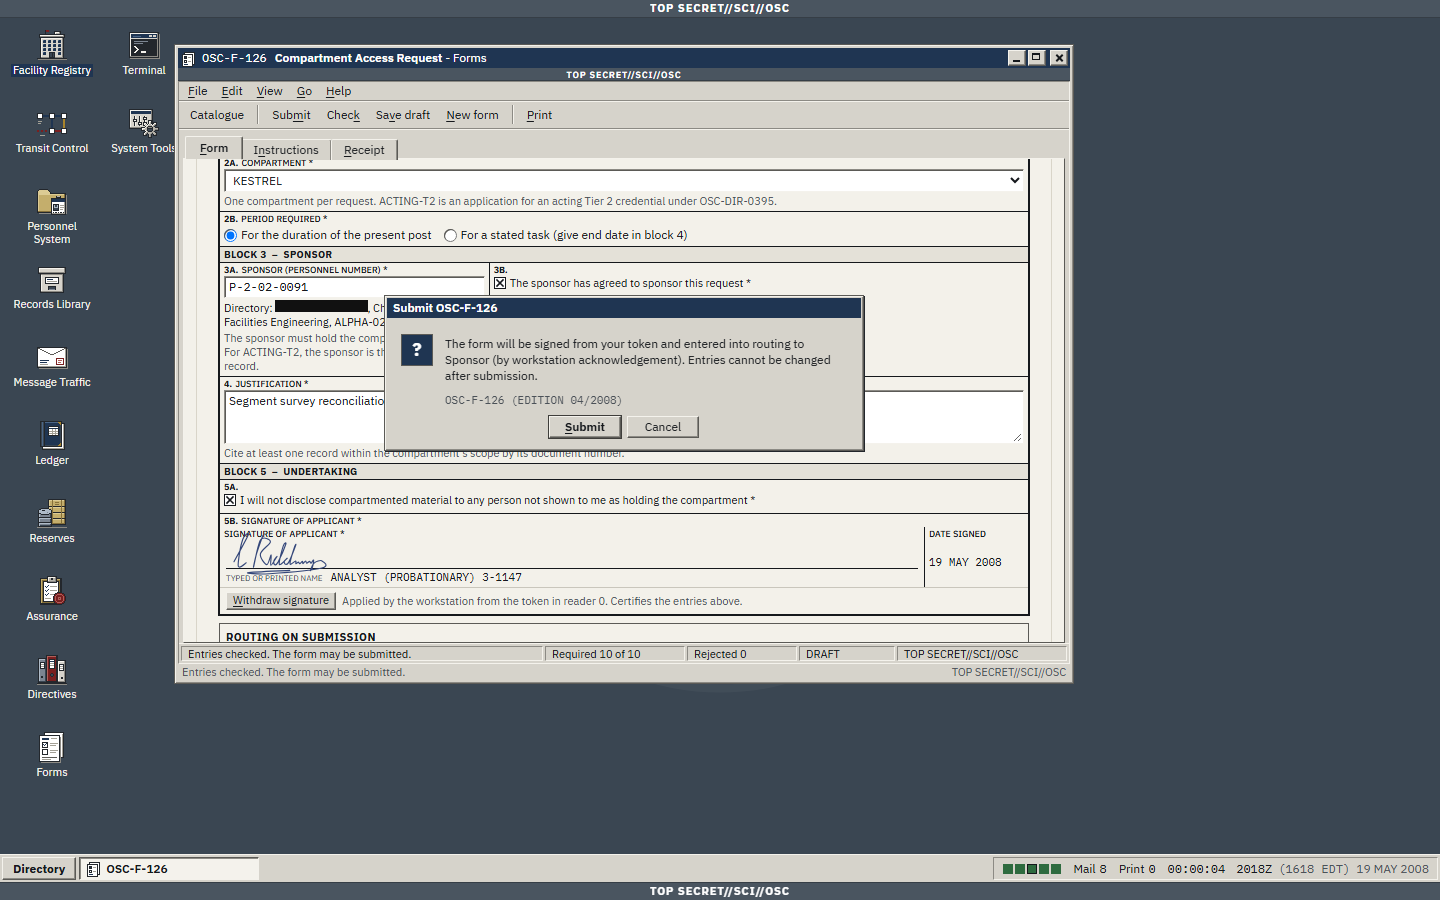 TOP SECRET//SCI//OSC
Facility Registry
Terminal
Transit Control
System Tools
Personnel
System
Records Library
Message Traffic
Ledger
Reserves
Assurance
Directives
Forms
OSC-F-126 Compartment Access Request - Forms
TOP SECRET//SCI//OSC
File Edit View Go Help
Catalogue Submit Check Save draft New form Print
Form Instructions Receipt
2A. COMPARTMENT *
KESTREL
One compartment per request. ACTING-T2 is an application for an acting Tier 2 credential under OSC-DIR-0395.
2B. PERIOD REQUIRED *
For the duration of the present post For a stated task (give end date in block 4)
BLOCK 3 – SPONSOR
3A. SPONSOR (PERSONNEL NUMBER) * 3B.
P-2-02-0091 The sponsor has agreed to sponsor this request *
Directory: , Ch
Facilities Engineering, ALPHA-02
The sponsor must hold the comp
For ACTING-T2, the sponsor is th
record.
4. JUSTIFICATION *
Segment survey reconciliatio
Cite at least one record within the compartment's scope by its document number.
Submit OSC-F-126
?
The form will be signed from your token and entered into routing to
Sponsor (by workstation acknowledgement). Entries cannot be changed
after submission.
OSC-F-126 (EDITION 04/2008)
Submit Cancel
BLOCK 5 – UNDERTAKING
5A.
I will not disclose compartmented material to any person not shown to me as holding the compartment *
5B. SIGNATURE OF APPLICANT *
SIGNATURE OF APPLICANT * DATE SIGNED
19 MAY 2008
TYPED OR PRINTED NAME ANALYST (PROBATIONARY) 3-1147
Withdraw signature Applied by the workstation from the token in reader 0. Certifies the entries above.
ROUTING ON SUBMISSION
Entries checked. The form may be submitted. Required 10 of 10 Rejected 0 DRAFT TOP SECRET//SCI//OSC
Entries checked. The form may be submitted. TOP SECRET//SCI//OSC
Directory OSC-F-126 Mail 8 Print 0 00:00:04 2018Z (1618 EDT) 19 MAY 2008
TOP SECRET//SCI//OSC